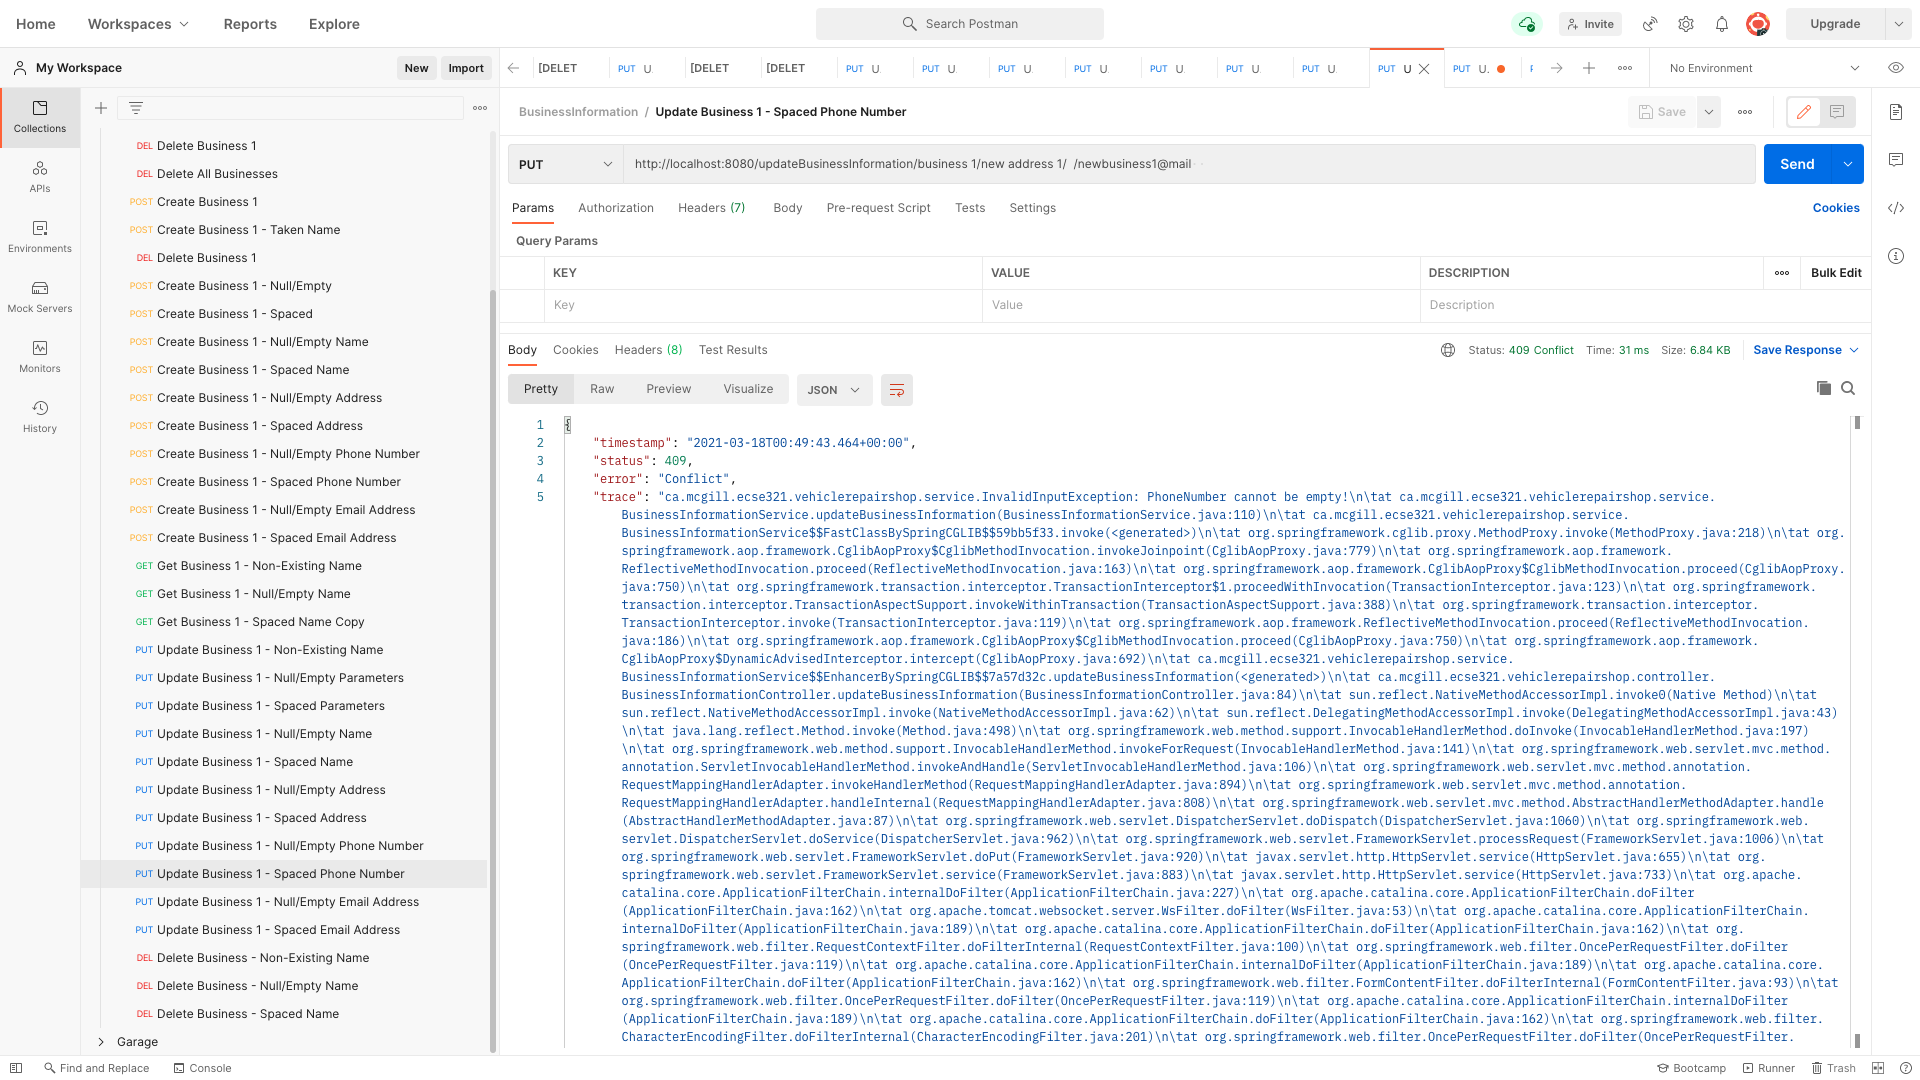 Home Workspaces Reports Explore Search Postman Invite Upgrade
My Workspace New Import [DELET PUT U. [DELET [DELET PUT U PUT U PUT U PUT U PUT U PUT U. PUT U PUT U PUT U. No Environment
Collections
APIs
Environments
Mock Servers
Monitors
History
DEL Delete Business 1
DEL Delete All Businesses
POST Create Business 1
POST Create Business 1 - Taken Name
DEL Delete Business 1
POST Create Business 1 - Null/Empty
POST Create Business 1 - Spaced
POST Create Business 1 - Null/Empty Name
POST Create Business 1 - Spaced Name
POST Create Business 1 - Null/Empty Address
POST Create Business 1 - Spaced Address
POST Create Business 1 - Null/Empty Phone Number
POST Create Business 1 - Spaced Phone Number
POST Create Business 1 - Null/Empty Email Address
POST Create Business 1 - Spaced Email Address
GET Get Business 1 - Non-Existing Name
GET Get Business 1 - Null/Empty Name
GET Get Business 1 - Spaced Name Copy
PUT Update Business 1 - Non-Existing Name
PUT Update Business 1 - Null/Empty Parameters
PUT Update Business 1 - Spaced Parameters
PUT Update Business 1 - Null/Empty Name
PUT Update Business 1 - Spaced Name
PUT Update Business 1 - Null/Empty Address
PUT Update Business 1 - Spaced Address
PUT Update Business 1 - Null/Empty Phone Number
PUT Update Business 1 - Spaced Phone Number
PUT Update Business 1 - Null/Empty Email Address
PUT Update Business 1 - Spaced Email Address
DEL Delete Business - Non-Existing Name
DEL Delete Business - Null/Empty Name
DEL Delete Business - Spaced Name
Garage
BusinessInformation / Update Business 1 - Spaced Phone Number Save
PUT http://localhost:8080/updateBusinessInformation/business 1/new address 1/  /newbusiness1@mail Send
Params Authorization Headers (7) Body Pre-request Script Tests Settings Cookies
Query Params
KEY VALUE DESCRIPTION Bulk Edit
Key Value Description
Body Cookies Headers (8) Test Results Status: 409 Conflict Time: 31 ms Size: 6.84 KB Save Response
Pretty Raw Preview Visualize JSON
1 {
2 "timestamp": "2021-03-18T00:49:43.464+00:00",
3 "status": 409,
4 "error": "Conflict",
5 "trace": "ca.mcgill.ecse321.vehiclerepairshop.service.InvalidInputException: PhoneNumber cannot be empty!\n\tat ca.mcgill.ecse321.vehiclerepairshop.service.
BusinessInformationService.updateBusinessInformation(BusinessInformationService.java:110)\n\tat ca.mcgill.ecse321.vehiclerepairshop.service.
BusinessInformationService$$FastClassBySpringCGLIB$$59bb5f33.invoke(<generated>)\n\tat org.springframework.cglib.proxy.MethodProxy.invoke(MethodProxy.java:218)\n\tat org.
springframework.aop.framework.CglibAopProxy$CglibMethodInvocation.invokeJoinpoint(CglibAopProxy.java:779)\n\tat org.springframework.aop.framework.
ReflectiveMethodInvocation.proceed(ReflectiveMethodInvocation.java:163)\n\tat org.springframework.aop.framework.CglibAopProxy$CglibMethodInvocation.proceed(CglibAopProxy.
java:750)\n\tat org.springframework.transaction.interceptor.TransactionInterceptor$1.proceedWithInvocation(TransactionInterceptor.java:123)\n\tat org.springframework.
transaction.interceptor.TransactionAspectSupport.invokeWithinTransaction(TransactionAspectSupport.java:388)\n\tat org.springframework.transaction.interceptor.
TransactionInterceptor.invoke(TransactionInterceptor.java:119)\n\tat org.springframework.aop.framework.ReflectiveMethodInvocation.proceed(ReflectiveMethodInvocation.
java:186)\n\tat org.springframework.aop.framework.CglibAopProxy$CglibMethodInvocation.proceed(CglibAopProxy.java:750)\n\tat org.springframework.aop.framework.
CglibAopProxy$DynamicAdvisedInterceptor.intercept(CglibAopProxy.java:692)\n\tat ca.mcgill.ecse321.vehiclerepairshop.service.
BusinessInformationService$$EnhancerBySpringCGLIB$$7a57d32c.updateBusinessInformation(<generated>)\n\tat ca.mcgill.ecse321.vehiclerepairshop.controller.
BusinessInformationController.updateBusinessInformation(BusinessInformationController.java:84)\n\tat sun.reflect.NativeMethodAccessorImpl.invoke0(Native Method)\n\tat
sun.reflect.NativeMethodAccessorImpl.invoke(NativeMethodAccessorImpl.java:62)\n\tat sun.reflect.DelegatingMethodAccessorImpl.invoke(DelegatingMethodAccessorImpl.java:43)
\n\tat java.lang.reflect.Method.invoke(Method.java:498)\n\tat org.springframework.web.method.support.InvocableHandlerMethod.doInvoke(InvocableHandlerMethod.java:197)
\n\tat org.springframework.web.method.support.InvocableHandlerMethod.invokeForRequest(InvocableHandlerMethod.java:141)\n\tat org.springframework.web.servlet.mvc.method.
annotation.ServletInvocableHandlerMethod.invokeAndHandle(ServletInvocableHandlerMethod.java:106)\n\tat org.springframework.web.servlet.mvc.method.annotation.
RequestMappingHandlerAdapter.invokeHandlerMethod(RequestMappingHandlerAdapter.java:894)\n\tat org.springframework.web.servlet.mvc.method.annotation.
RequestMappingHandlerAdapter.handleInternal(RequestMappingHandlerAdapter.java:808)\n\tat org.springframework.web.servlet.mvc.method.AbstractHandlerMethodAdapter.handle
(AbstractHandlerMethodAdapter.java:87)\n\tat org.springframework.web.servlet.DispatcherServlet.doDispatch(DispatcherServlet.java:1060)\n\tat org.springframework.web.
servlet.DispatcherServlet.doService(DispatcherServlet.java:962)\n\tat org.springframework.web.servlet.FrameworkServlet.processRequest(FrameworkServlet.java:1006)\n\tat
org.springframework.web.servlet.FrameworkServlet.doPut(FrameworkServlet.java:920)\n\tat javax.servlet.http.HttpServlet.service(HttpServlet.java:655)\n\tat org.
springframework.web.servlet.FrameworkServlet.service(FrameworkServlet.java:883)\n\tat javax.servlet.http.HttpServlet.service(HttpServlet.java:733)\n\tat org.apache.
catalina.core.ApplicationFilterChain.internalDoFilter(ApplicationFilterChain.java:227)\n\tat org.apache.catalina.core.ApplicationFilterChain.doFilter
(ApplicationFilterChain.java:162)\n\tat org.apache.tomcat.websocket.server.WsFilter.doFilter(WsFilter.java:53)\n\tat org.apache.catalina.core.ApplicationFilterChain.
internalDoFilter(ApplicationFilterChain.java:189)\n\tat org.apache.catalina.core.ApplicationFilterChain.doFilter(ApplicationFilterChain.java:162)\n\tat org.
springframework.web.filter.RequestContextFilter.doFilterInternal(RequestContextFilter.java:100)\n\tat org.springframework.web.filter.OncePerRequestFilter.doFilter
(OncePerRequestFilter.java:119)\n\tat org.apache.catalina.core.ApplicationFilterChain.internalDoFilter(ApplicationFilterChain.java:189)\n\tat org.apache.catalina.core.
ApplicationFilterChain.doFilter(ApplicationFilterChain.java:162)\n\tat org.springframework.web.filter.FormContentFilter.doFilterInternal(FormContentFilter.java:93)\n\tat
org.springframework.web.filter.OncePerRequestFilter.doFilter(OncePerRequestFilter.java:119)\n\tat org.apache.catalina.core.ApplicationFilterChain.internalDoFilter
(ApplicationFilterChain.java:189)\n\tat org.apache.catalina.core.ApplicationFilterChain.doFilter(ApplicationFilterChain.java:162)\n\tat org.springframework.web.filter.
CharacterEncodingFilter.doFilterInternal(CharacterEncodingFilter.java:201)\n\tat org.springframework.web.filter.OncePerRequestFilter.doFilter(OncePerRequestFilter.
Find and Replace Console Bootcamp Runner Trash